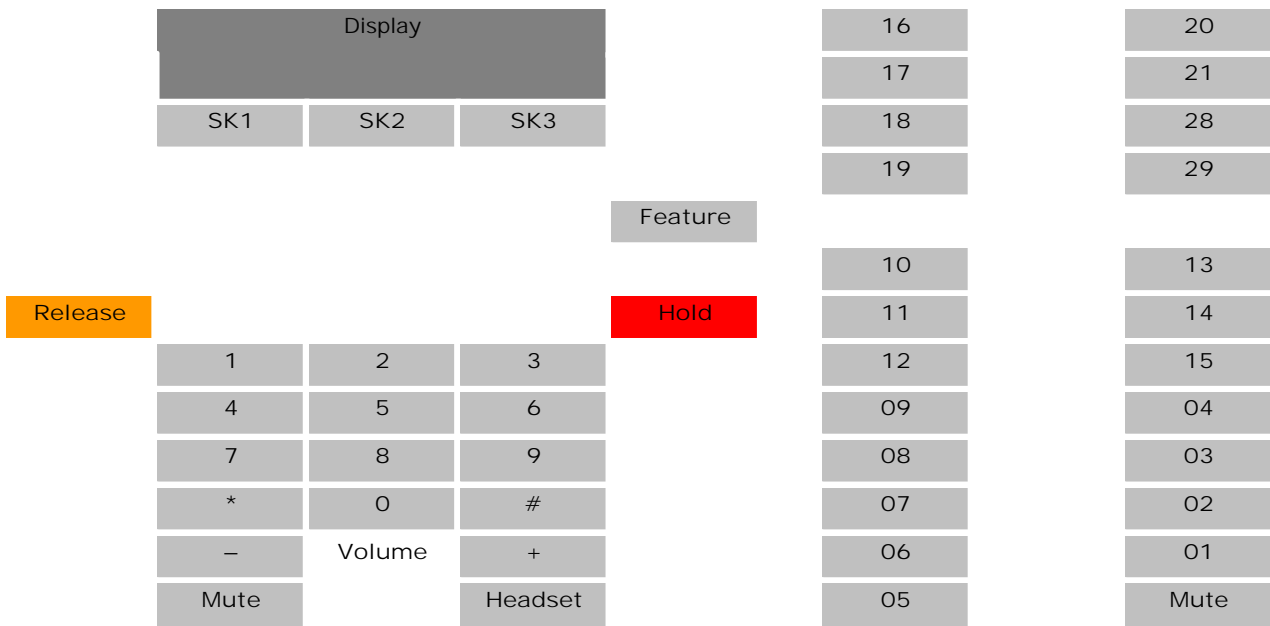 Display 16 20
17 21
SK1 SK2 SK3 18 28
19 29
Feature
10 13
Release Hold 11 14
1 2 3 12 15
4 5 6 09 04
7 8 9 08 03
* 0 # 07 02
– Volume + 06 01
Mute Headset 05 Mute